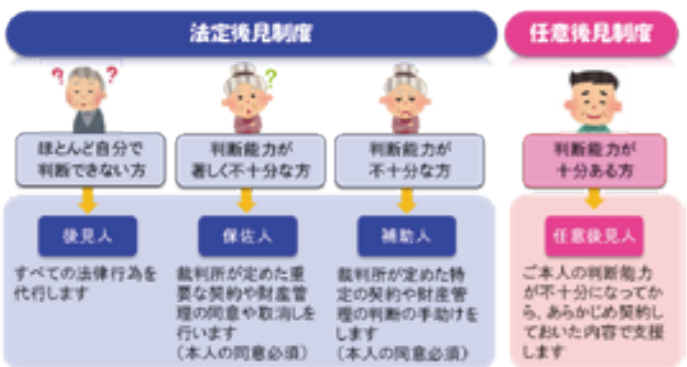 法定後見制度
任意後見制度
? ?
?
ほとんど自分で
判断できない方
判断能力が
著しく不十分な方
判断能力が
不十分な方
判断能力が
十分ある方
後見人
保佐人
補助人
任意後見人
すべての法律行為を
代行します
裁判所が定めた重
要な契約や財産管
理の同意や取消しを
行います
(本人の同意必須)
裁判所が定めた特
定の契約や財産管
理の判断の手助けを
します
(本人の同意必須)
ご本人の判断能力
が不十分になってか
ら、あらかじめ契約し
ておいた内容で支援
します